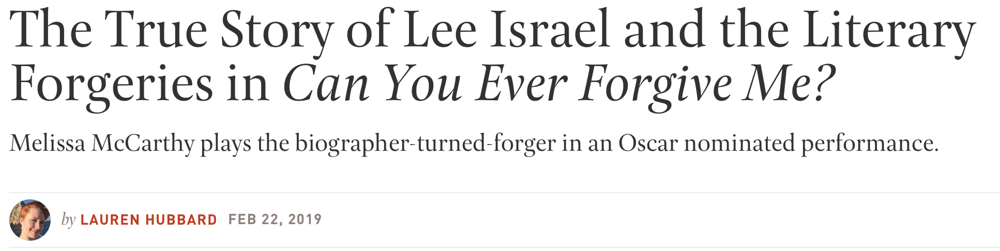 The True Story of Lee Israel and the Literary
Forgeries in Can You Ever Forgive Me?
Melissa McCarthy plays the biographer-turned-forger in an Oscar nominated performance.
by LAUREN HUBBARD FEB 22, 2019